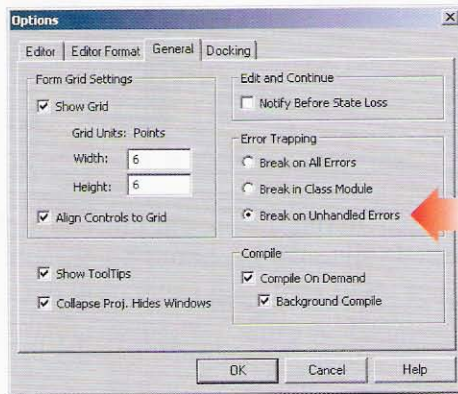 Options
Editor
Editor Format
General
Docking
Form Grid Settings
Show Grid
Grid Units: Points
Width: 6
Height: 6
Align Controls to Grid
Show ToolTips
Collapse Proj. Hides Windows
Edit and Continue
Notify Before State Loss
Error Trapping
Break on All Errors
Break in Class Module
Break on Unhandled Errors
Compile
Compile On Demand
Background Compile
OK
Cancel
Help